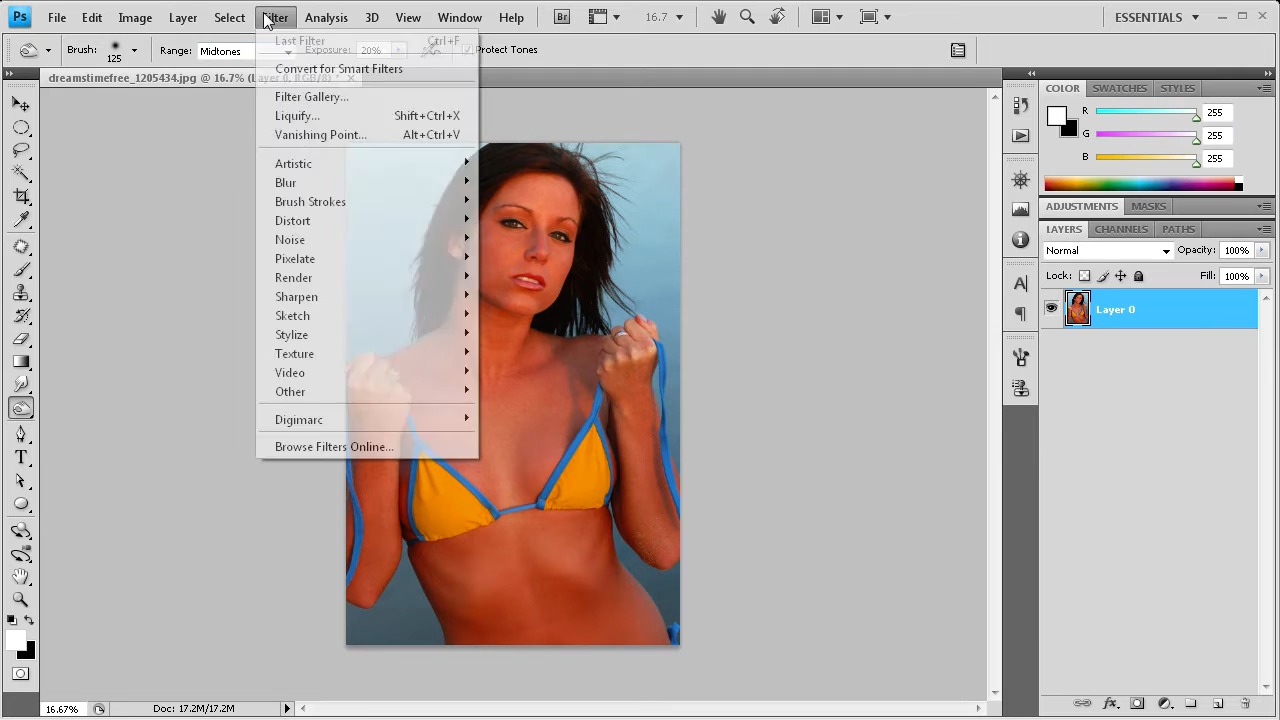 Ps File Edit Image Layer Select Filter Analysis 3D View Window Help Br 16.7 ESSENTIALS
Brush: 125 Range: Midtones Exposure: 20% Protect Tones
dreamstimefree_1205434.jpg @ 16.7% (Layer 0, RGB/8) *
Last Filter Ctrl+F
Convert for Smart Filters
Filter Gallery...
Liquify... Shift+Ctrl+X
Vanishing Point... Alt+Ctrl+V
Artistic
Blur
Brush Strokes
Distort
Noise
Pixelate
Render
Sharpen
Sketch
Stylize
Texture
Video
Other
Digimarc
Browse Filters Online...
COLOR SWATCHES STYLES
R 255
G 255
B 255
ADJUSTMENTS MASKS
LAYERS CHANNELS PATHS
Normal Opacity: 100%
Lock: Fill: 100%
Layer 0
16.67% Doc: 17.2M/17.2M